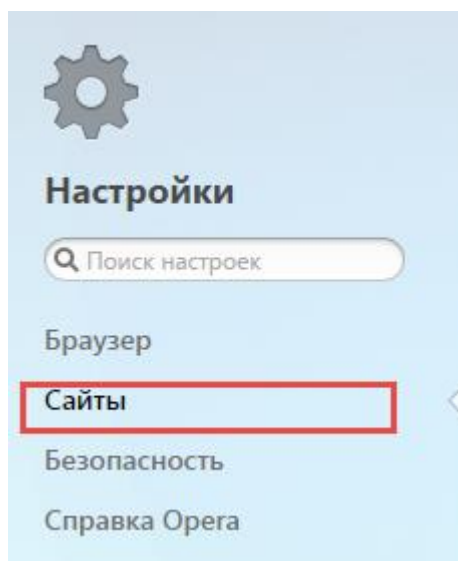 Настройки
Поиск настроек
Браузер
Сайты
Безопасность
Справка Opera